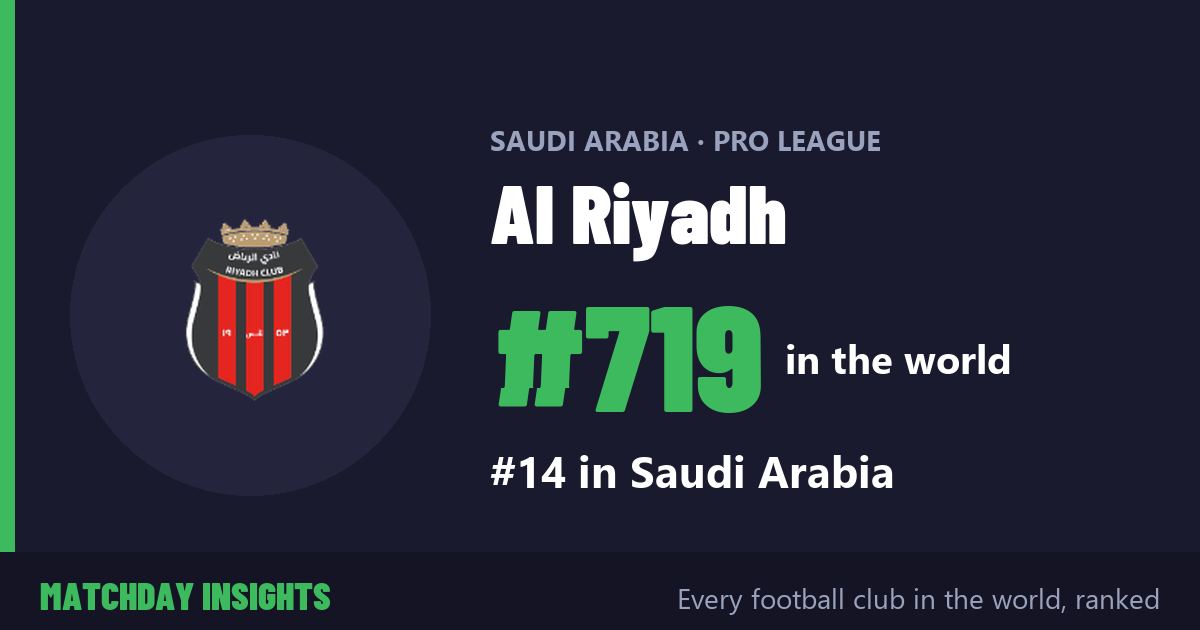 SAUDI ARABIA · PRO LEAGUE
Al Riyadh
نادي الرياض
RIYADH CLUB
#719 in the world
#14 in Saudi Arabia
MATCHDAY INSIGHTS
Every football club in the world, ranked